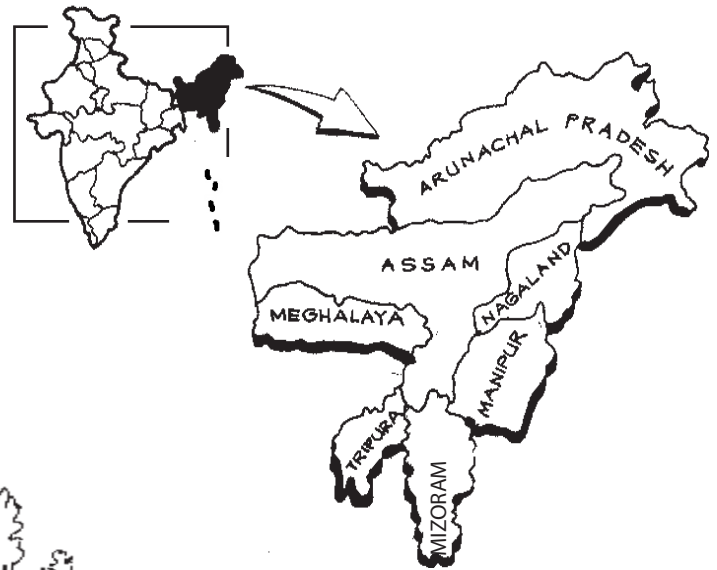 ARUNACHAL PRADESH
ASSAM
NAGALAND
MEGHALAYA
MANIPUR
TRIPURA
MIZORAM